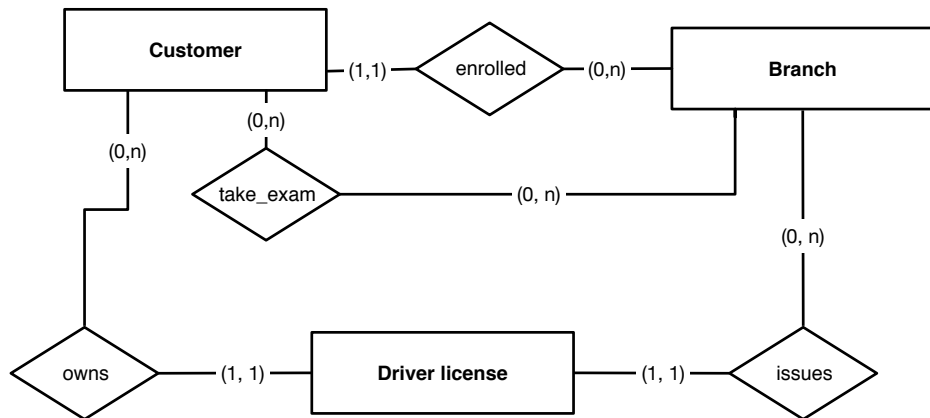 Customer
(1,1)
enrolled
(0,n)
Branch
(0,n)
(0,n)
take_exam
(0, n)
(0, n)
owns
(1, 1)
Driver license
(1, 1)
issues